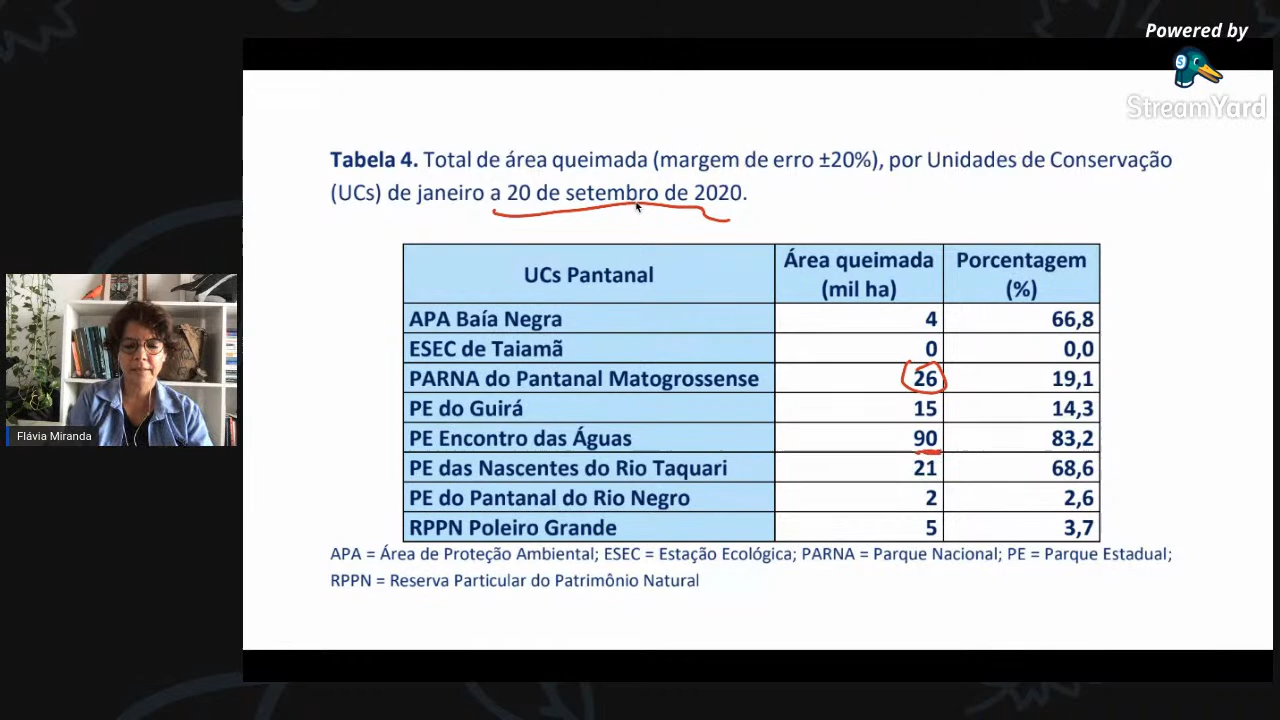 Powered by
StreamYard
Tabela 4. Total de área queimada (margem de erro ±20%), por Unidades de Conservação
(UCs) de janeiro a 20 de setembro de 2020.
UCs Pantanal Área queimada (mil ha) Porcentagem (%)
APA Baía Negra 4 66,8
ESEC de Taiamã 0 0,0
PARNA do Pantanal Matogrossense 26 19,1
PE do Guirá 15 14,3
PE Encontro das Águas 90 83,2
PE das Nascentes do Rio Taquari 21 68,6
PE do Pantanal do Rio Negro 2 2,6
RPPN Poleiro Grande 5 3,7
APA = Área de Proteção Ambiental; ESEC = Estação Ecológica; PARNA = Parque Nacional; PE = Parque Estadual;
RPPN = Reserva Particular do Patrimônio Natural
Flávia Miranda